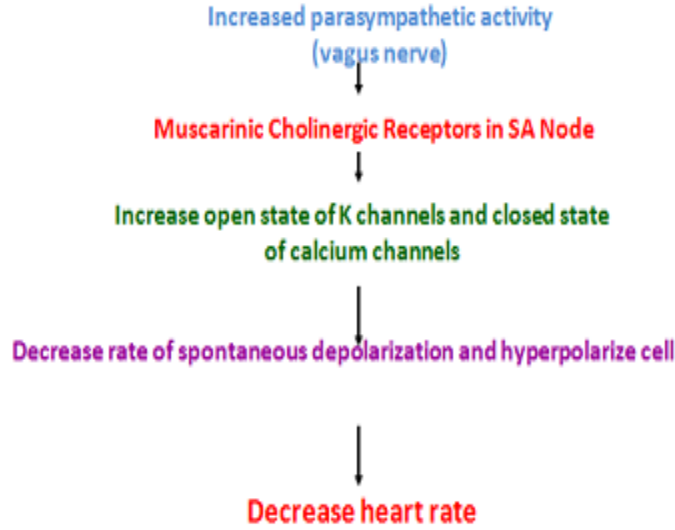 Increased parasympathetic activity
(vagus nerve)
Muscarinic Cholinergic Receptors in SA Node
Increase open state of K channels and closed state
of calcium channels
Decrease rate of spontaneous depolarization and hyperpolarize cell
Decrease heart rate